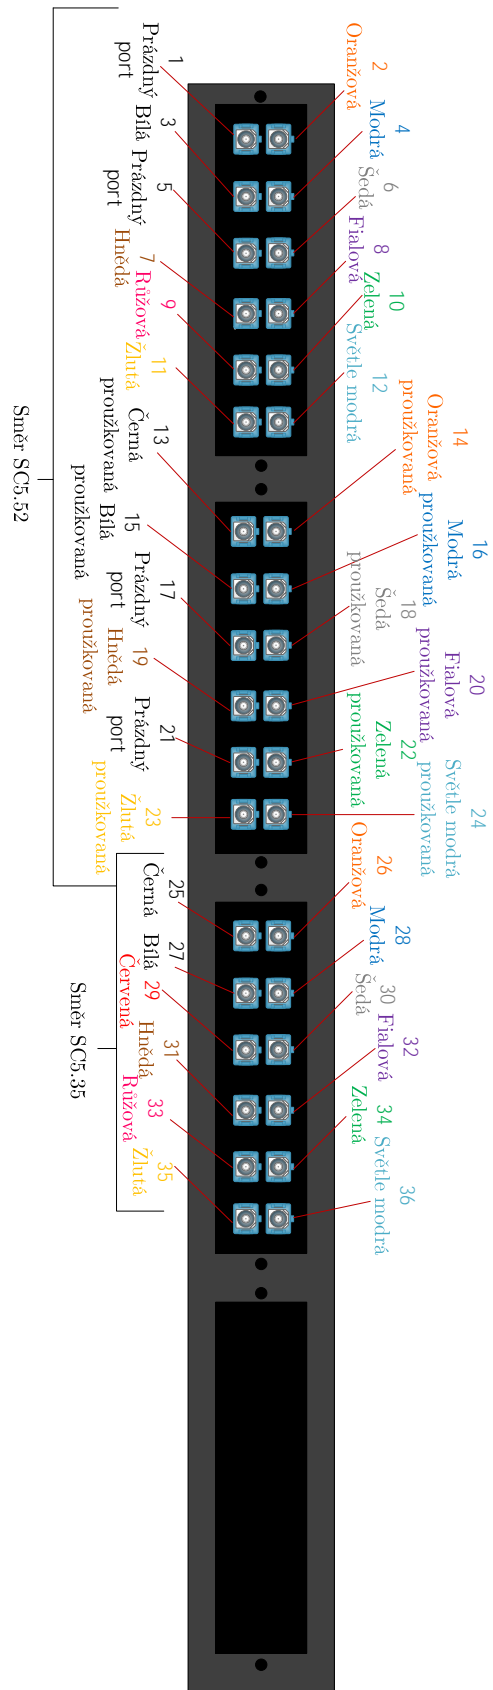 2
Oranžová
4
Modrá
6
Šedá
8
Fialová
10
Zelená
12
Světle modrá
14
Oranžová
proužkovaná
16
Modrá
proužkovaná
18
Šedá
proužkovaná
20
Fialová
proužkovaná
22
Zelená
proužkovaná
24
Světle modrá
proužkovaná
26
Oranžová
28
Modrá
30
Šedá
32
Fialová
34
Zelená
36
Světle modrá
1
Prázdný
port
3
Bílá
5
Prázdný
port
7
Hnědá
9
Růžová
11
Žlutá
13
Černá
proužkovaná
15
Bílá
proužkovaná
17
Prázdný
port
19
Hnědá
proužkovaná
21
Prázdný
port
23
Žlutá
proužkovaná
25
Černá
27
Bílá
29
Červená
31
Hnědá
33
Růžová
35
Žlutá
Směr SC5.52
Směr SC5.35